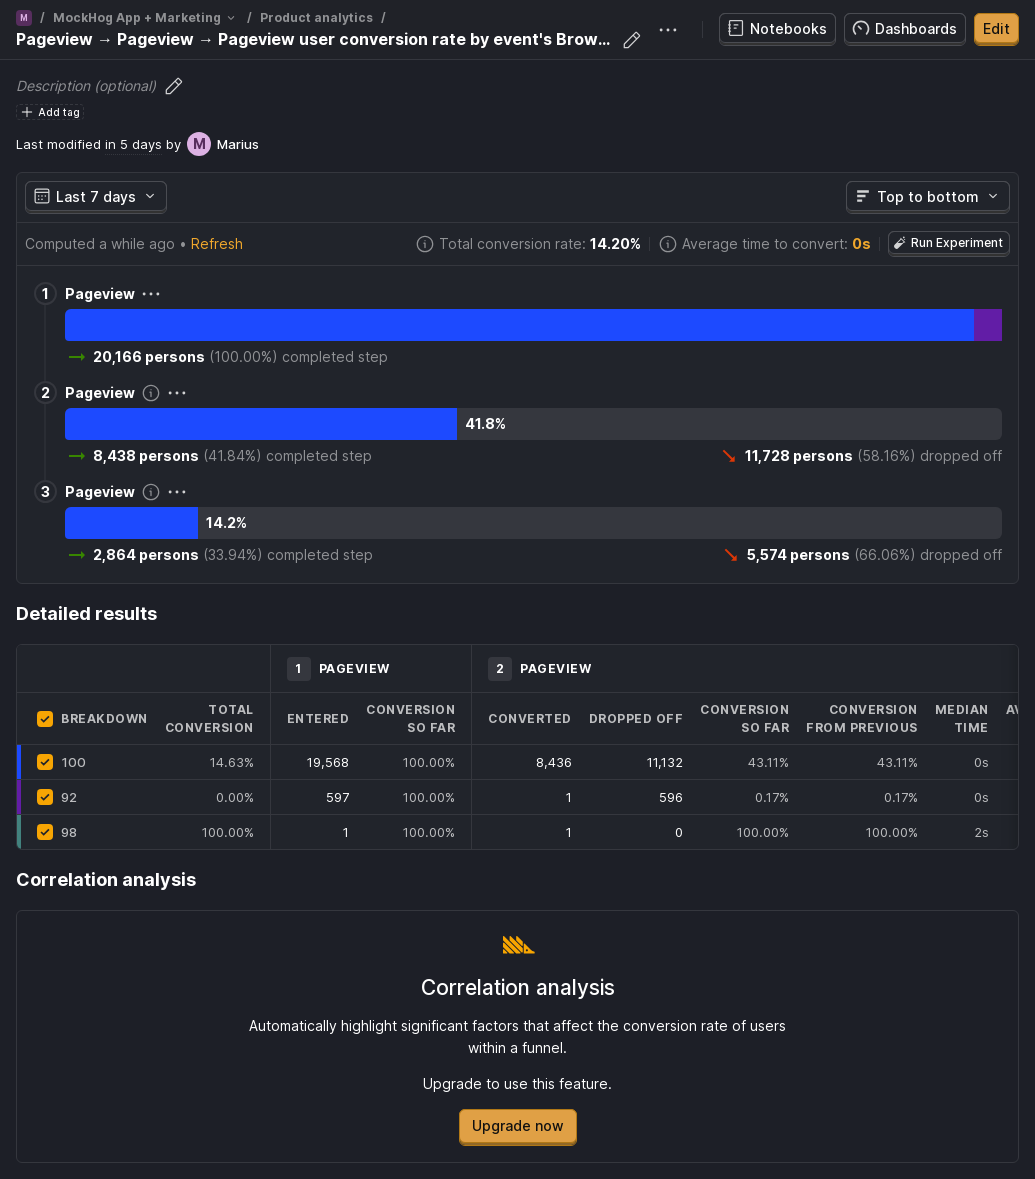 M / MockHog App + Marketing / Product analytics /
Pageview → Pageview → Pageview user conversion rate by event's Brow...
Notebooks
Dashboards
Edit
Description (optional)
Add tag
Last modified in 5 days by M Marius
Last 7 days
Top to bottom
Computed a while ago • Refresh
Total conversion rate: 14.20%
Average time to convert: 0s
Run Experiment
1 Pageview
20,166 persons (100.00%) completed step
2 Pageview
41.8%
8,438 persons (41.84%) completed step
11,728 persons (58.16%) dropped off
3 Pageview
14.2%
2,864 persons (33.94%) completed step
5,574 persons (66.06%) dropped off
Detailed results
1 PAGEVIEW
2 PAGEVIEW
BREAKDOWN
TOTAL CONVERSION
ENTERED
CONVERSION SO FAR
CONVERTED
DROPPED OFF
CONVERSION SO FAR
CONVERSION FROM PREVIOUS
MEDIAN TIME
100 14.63% 19,568 100.00% 8,436 11,132 43.11% 43.11% 0s
92 0.00% 597 100.00% 1 596 0.17% 0.17% 0s
98 100.00% 1 100.00% 1 0 100.00% 100.00% 2s
Correlation analysis
Correlation analysis
Automatically highlight significant factors that affect the conversion rate of users
within a funnel.
Upgrade to use this feature.
Upgrade now